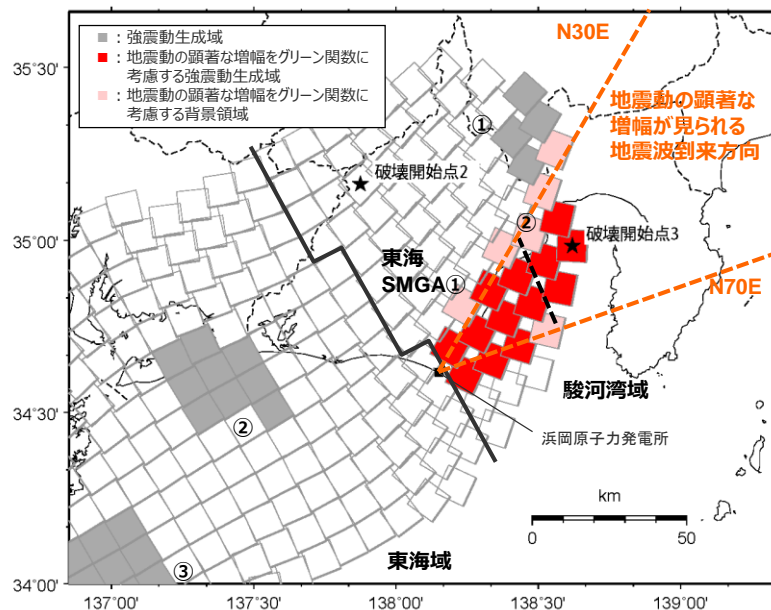 ：強震動生成域
：地震動の顕著な増幅をグリーン関数に
考慮する強震動生成域
：地震動の顕著な増幅をグリーン関数に
考慮する背景領域
N30E
地震動の顕著な
増幅が見られる
地震波到来方向
①
破壊開始点2
②
破壊開始点3
東海
SMGA①
N70E
駿河湾域
②
浜岡原子力発電所
km
0 50
東海域
③
35°30'
35°00'
34°30'
34°00'
137°00' 137°30' 138°00' 138°30' 139°00'